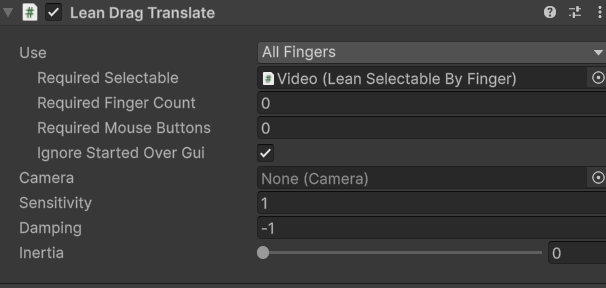 Lean Drag Translate
Use All Fingers
Required Selectable Video (Lean Selectable By Finger)
Required Finger Count 0
Required Mouse Buttons 0
Ignore Started Over Gui
Camera None (Camera)
Sensitivity 1
Damping -1
Inertia 0